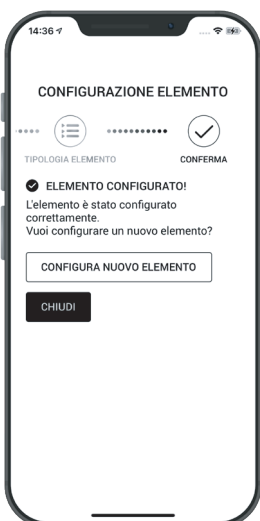 14:36
CONFIGURAZIONE ELEMENTO
TIPOLOGIA ELEMENTO
CONFERMA
ELEMENTO CONFIGURATO!
L'elemento è stato configurato
correttamente.
Vuoi configurare un nuovo elemento?
CONFIGURA NUOVO ELEMENTO
CHIUDI